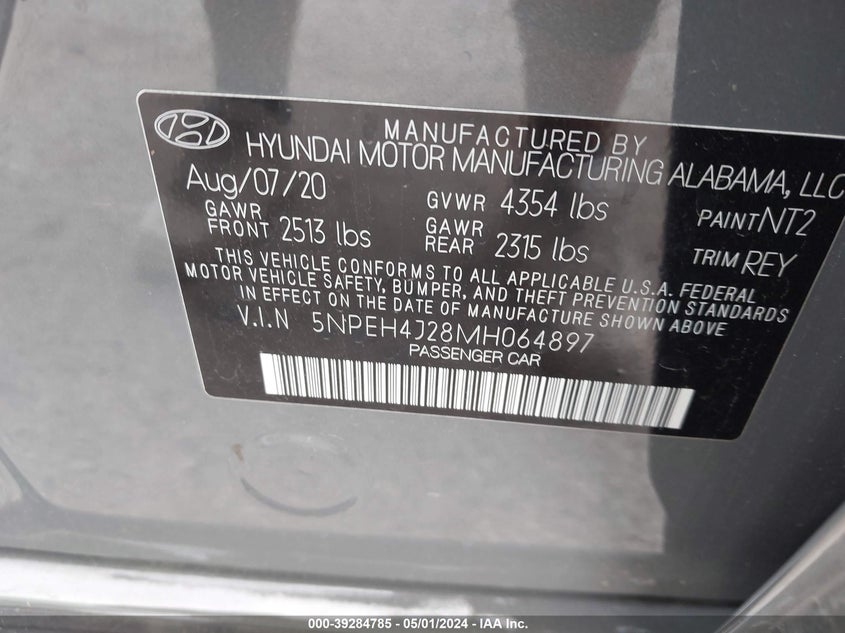 MANUFACTURED BY
HYUNDAI MOTOR MANUFACTURING ALABAMA, LLC
Aug/07/20 GVWR 4354 lbs PAINT NT2
GAWR FRONT 2513 lbs GAWR REAR 2315 lbs TRIM REY
THIS VEHICLE CONFORMS TO ALL APPLICABLE U.S.A. FEDERAL
MOTOR VEHICLE SAFETY, BUMPER, AND THEFT PREVENTION STANDARDS
IN EFFECT ON THE DATE OF MANUFACTURE SHOWN ABOVE
V.I.N 5NPEH4J28MH064897
PASSENGER CAR
000-39284785 - 05/01/2024 - IAA Inc.